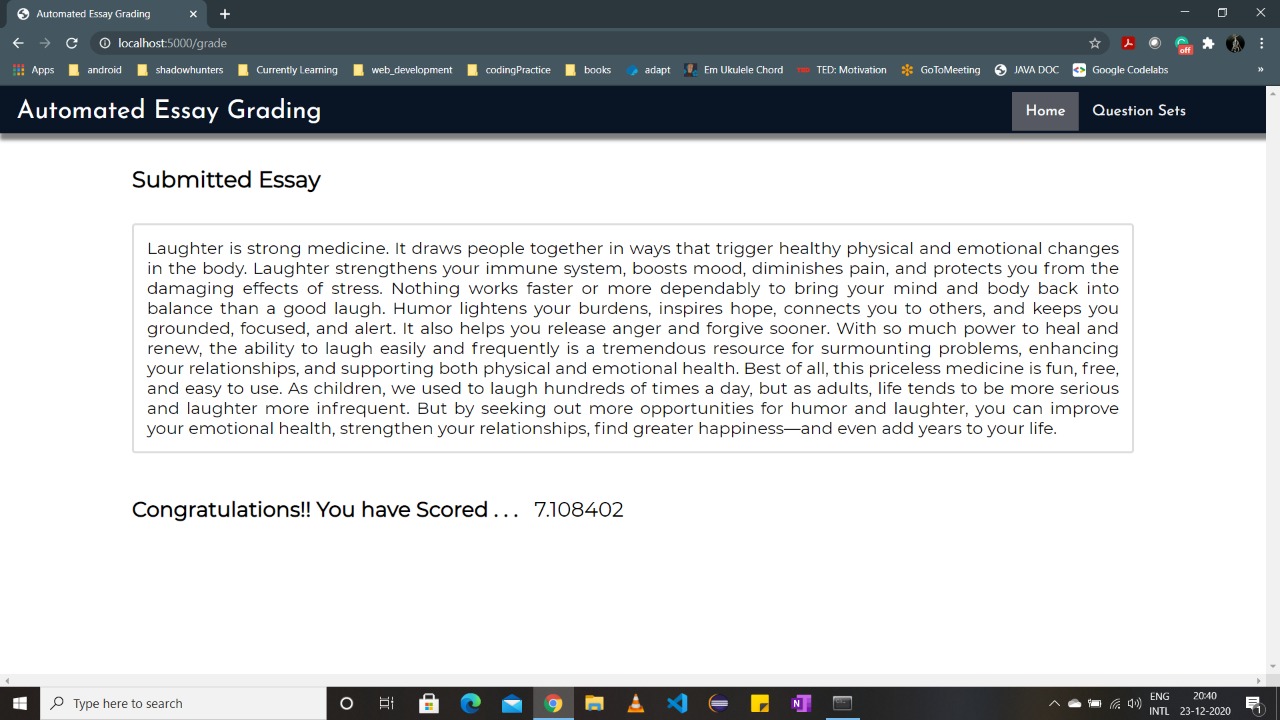 Automated Essay Grading
localhost:5000/grade
off
Apps android shadowhunters Currently Learning web_development codingPractice books adapt Em Ukulele Chord TED TED: Motivation GoToMeeting JAVA DOC Google Codelabs »
Automated Essay Grading Home Question Sets
Submitted Essay
Laughter is strong medicine. It draws people together in ways that trigger healthy physical and emotional changes
in the body. Laughter strengthens your immune system, boosts mood, diminishes pain, and protects you from the
damaging effects of stress. Nothing works faster or more dependably to bring your mind and body back into
balance than a good laugh. Humor lightens your burdens, inspires hope, connects you to others, and keeps you
grounded, focused, and alert. It also helps you release anger and forgive sooner. With so much power to heal and
renew, the ability to laugh easily and frequently is a tremendous resource for surmounting problems, enhancing
your relationships, and supporting both physical and emotional health. Best of all, this priceless medicine is fun, free,
and easy to use. As children, we used to laugh hundreds of times a day, but as adults, life tends to be more serious
and laughter more infrequent. But by seeking out more opportunities for humor and laughter, you can improve
your emotional health, strengthen your relationships, find greater happiness—and even add years to your life.
Congratulations!! You have Scored . . . 7.108402
Type here to search
ENG
INTL
20:40
23-12-2020
1